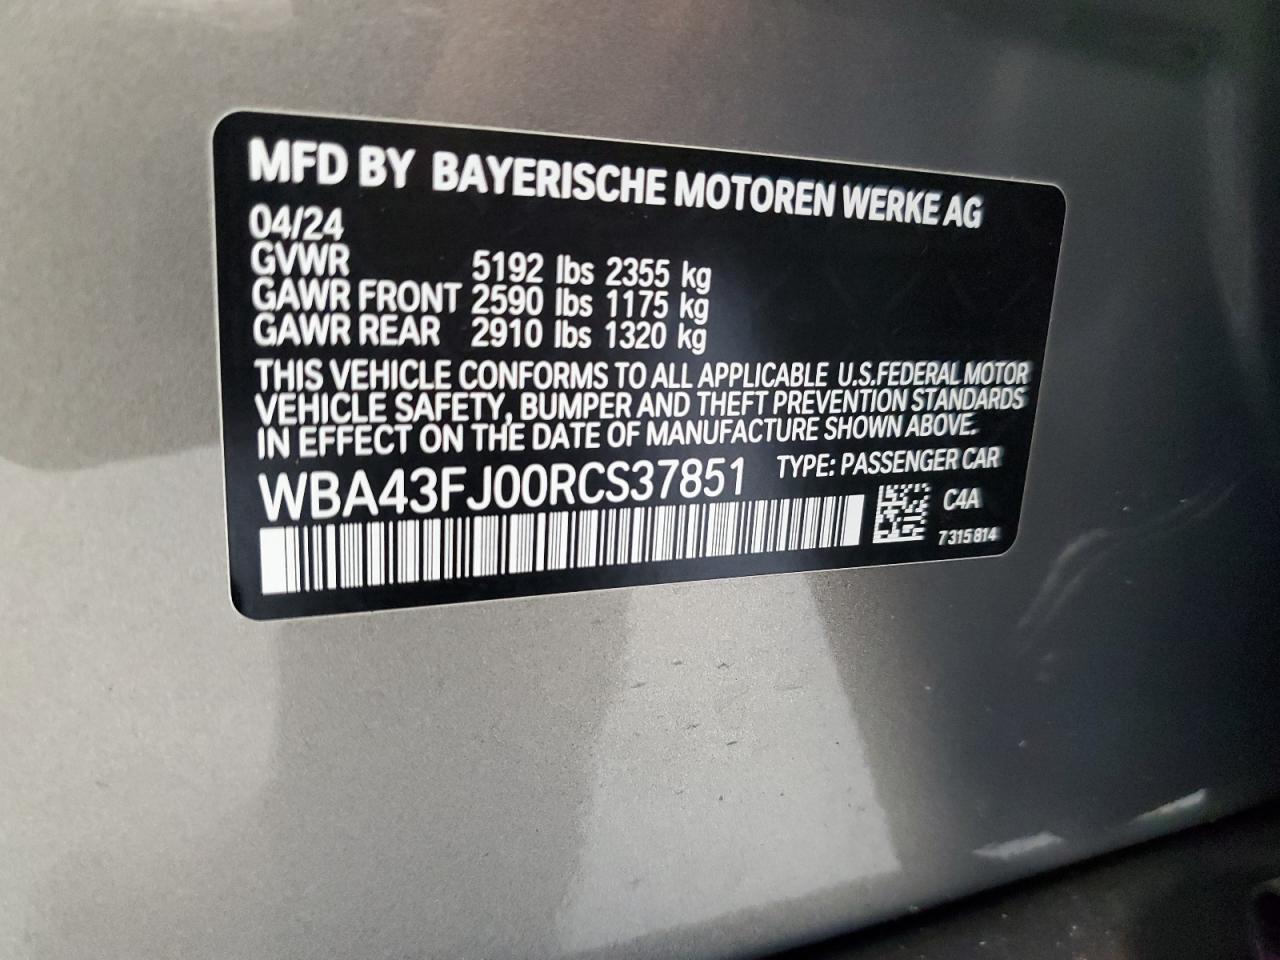 MFD BY BAYERISCHE MOTOREN WERKE AG
04/24
GVWR 5192 lbs 2355 kg
GAWR FRONT 2590 lbs 1175 kg
GAWR REAR 2910 lbs 1320 kg
THIS VEHICLE CONFORMS TO ALL APPLICABLE U.S.FEDERAL MOTOR
VEHICLE SAFETY, BUMPER AND THEFT PREVENTION STANDARDS
IN EFFECT ON THE DATE OF MANUFACTURE SHOWN ABOVE.
WBA43FJ00RCS37851 TYPE: PASSENGER CAR
C4A
7315814